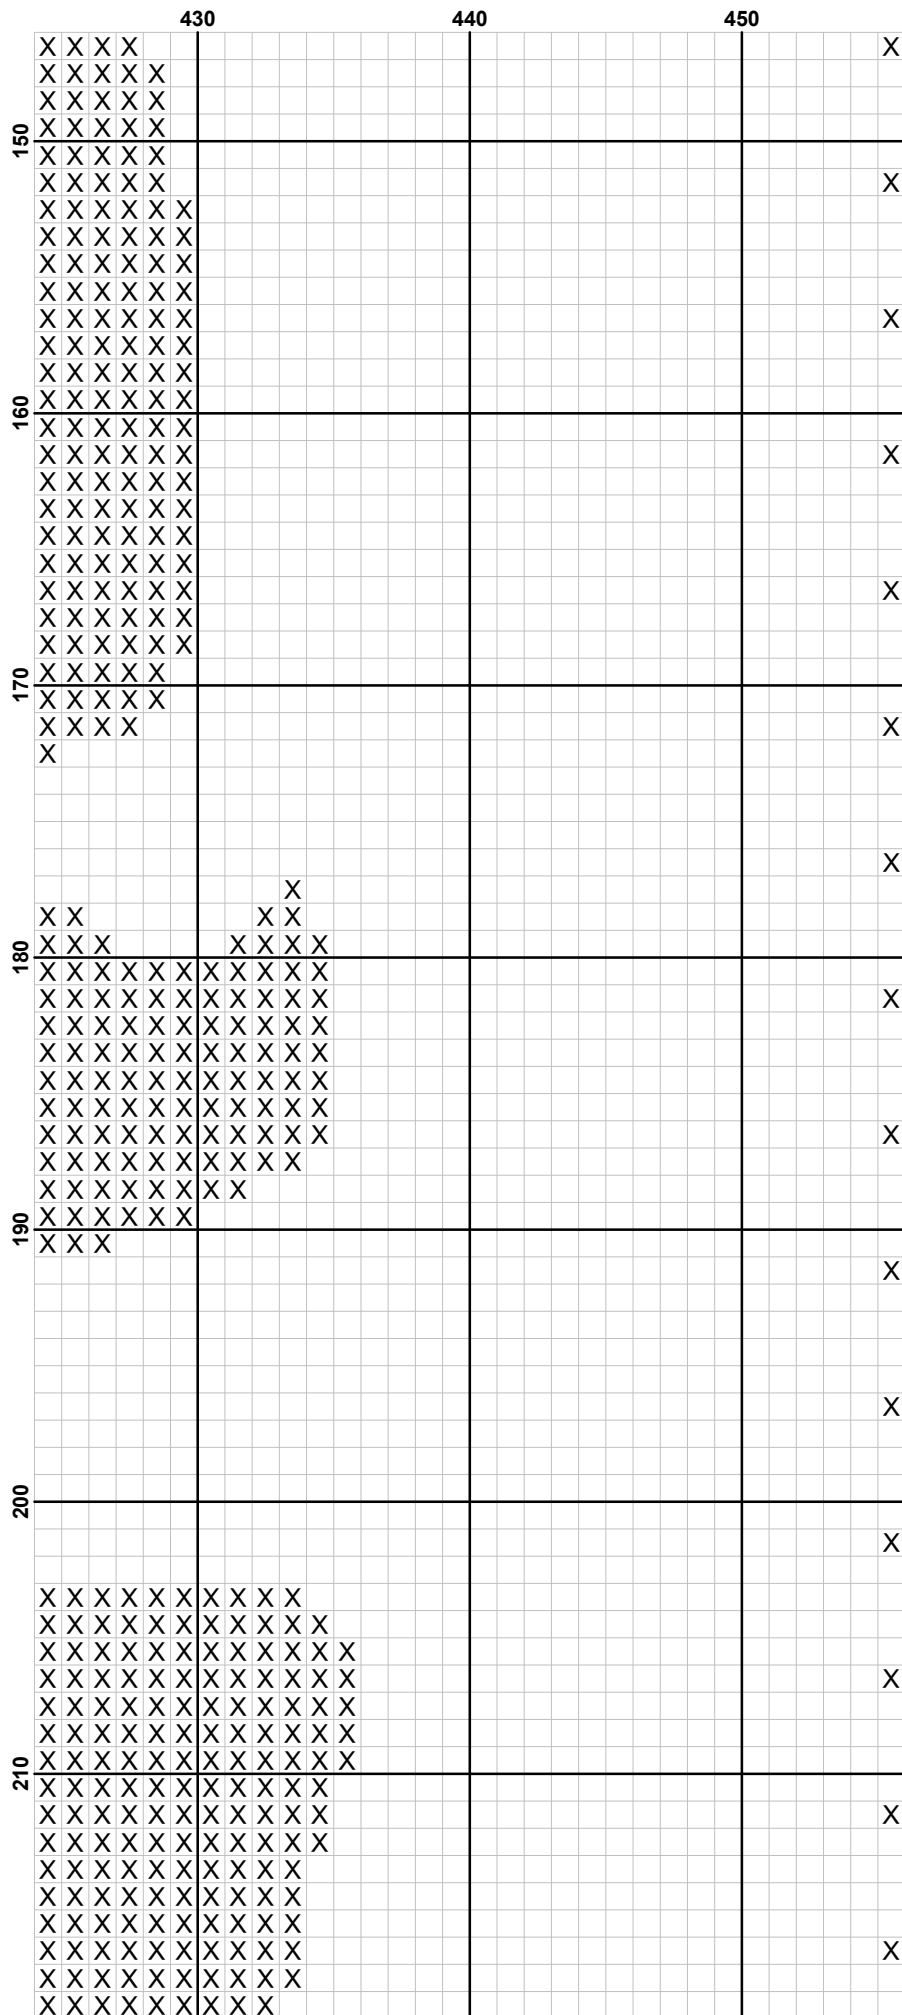 430 440 450
X X X X X
X X X X X
X X X X X
X X X X X
150
X X X X X
X X X X X X
X X X X X X
X X X X X X
X X X X X X
X X X X X X
X X X X X X X
X X X X X X
X X X X X X
X X X X X X
160
X X X X X X
X X X X X X X
X X X X X X
X X X X X X
X X X X X X
X X X X X X
X X X X X X X
X X X X X X
X X X X X X
X X X X X
170
X X X X X
X X X X X
X
X
X
X X X X
X X X X X X X
180
X X X X X X X X X X X
X X X X X X X X X X X X
X X X X X X X X X X X
X X X X X X X X X X X
X X X X X X X X X X X
X X X X X X X X X X X
X X X X X X X X X X X X
X X X X X X X X X X
X X X X X X X X
X X X X X X
190
X X X
X
X
200
X
X X X X X X X X X X
X X X X X X X X X X X
X X X X X X X X X X X X
X X X X X X X X X X X X X
X X X X X X X X X X X X
X X X X X X X X X X X X
X X X X X X X X X X X X
210
X X X X X X X X X X X
X X X X X X X X X X X X
X X X X X X X X X X X
X X X X X X X X X X
X X X X X X X X X X
X X X X X X X X X X
X X X X X X X X X X X
X X X X X X X X X X
X X X X X X X X X